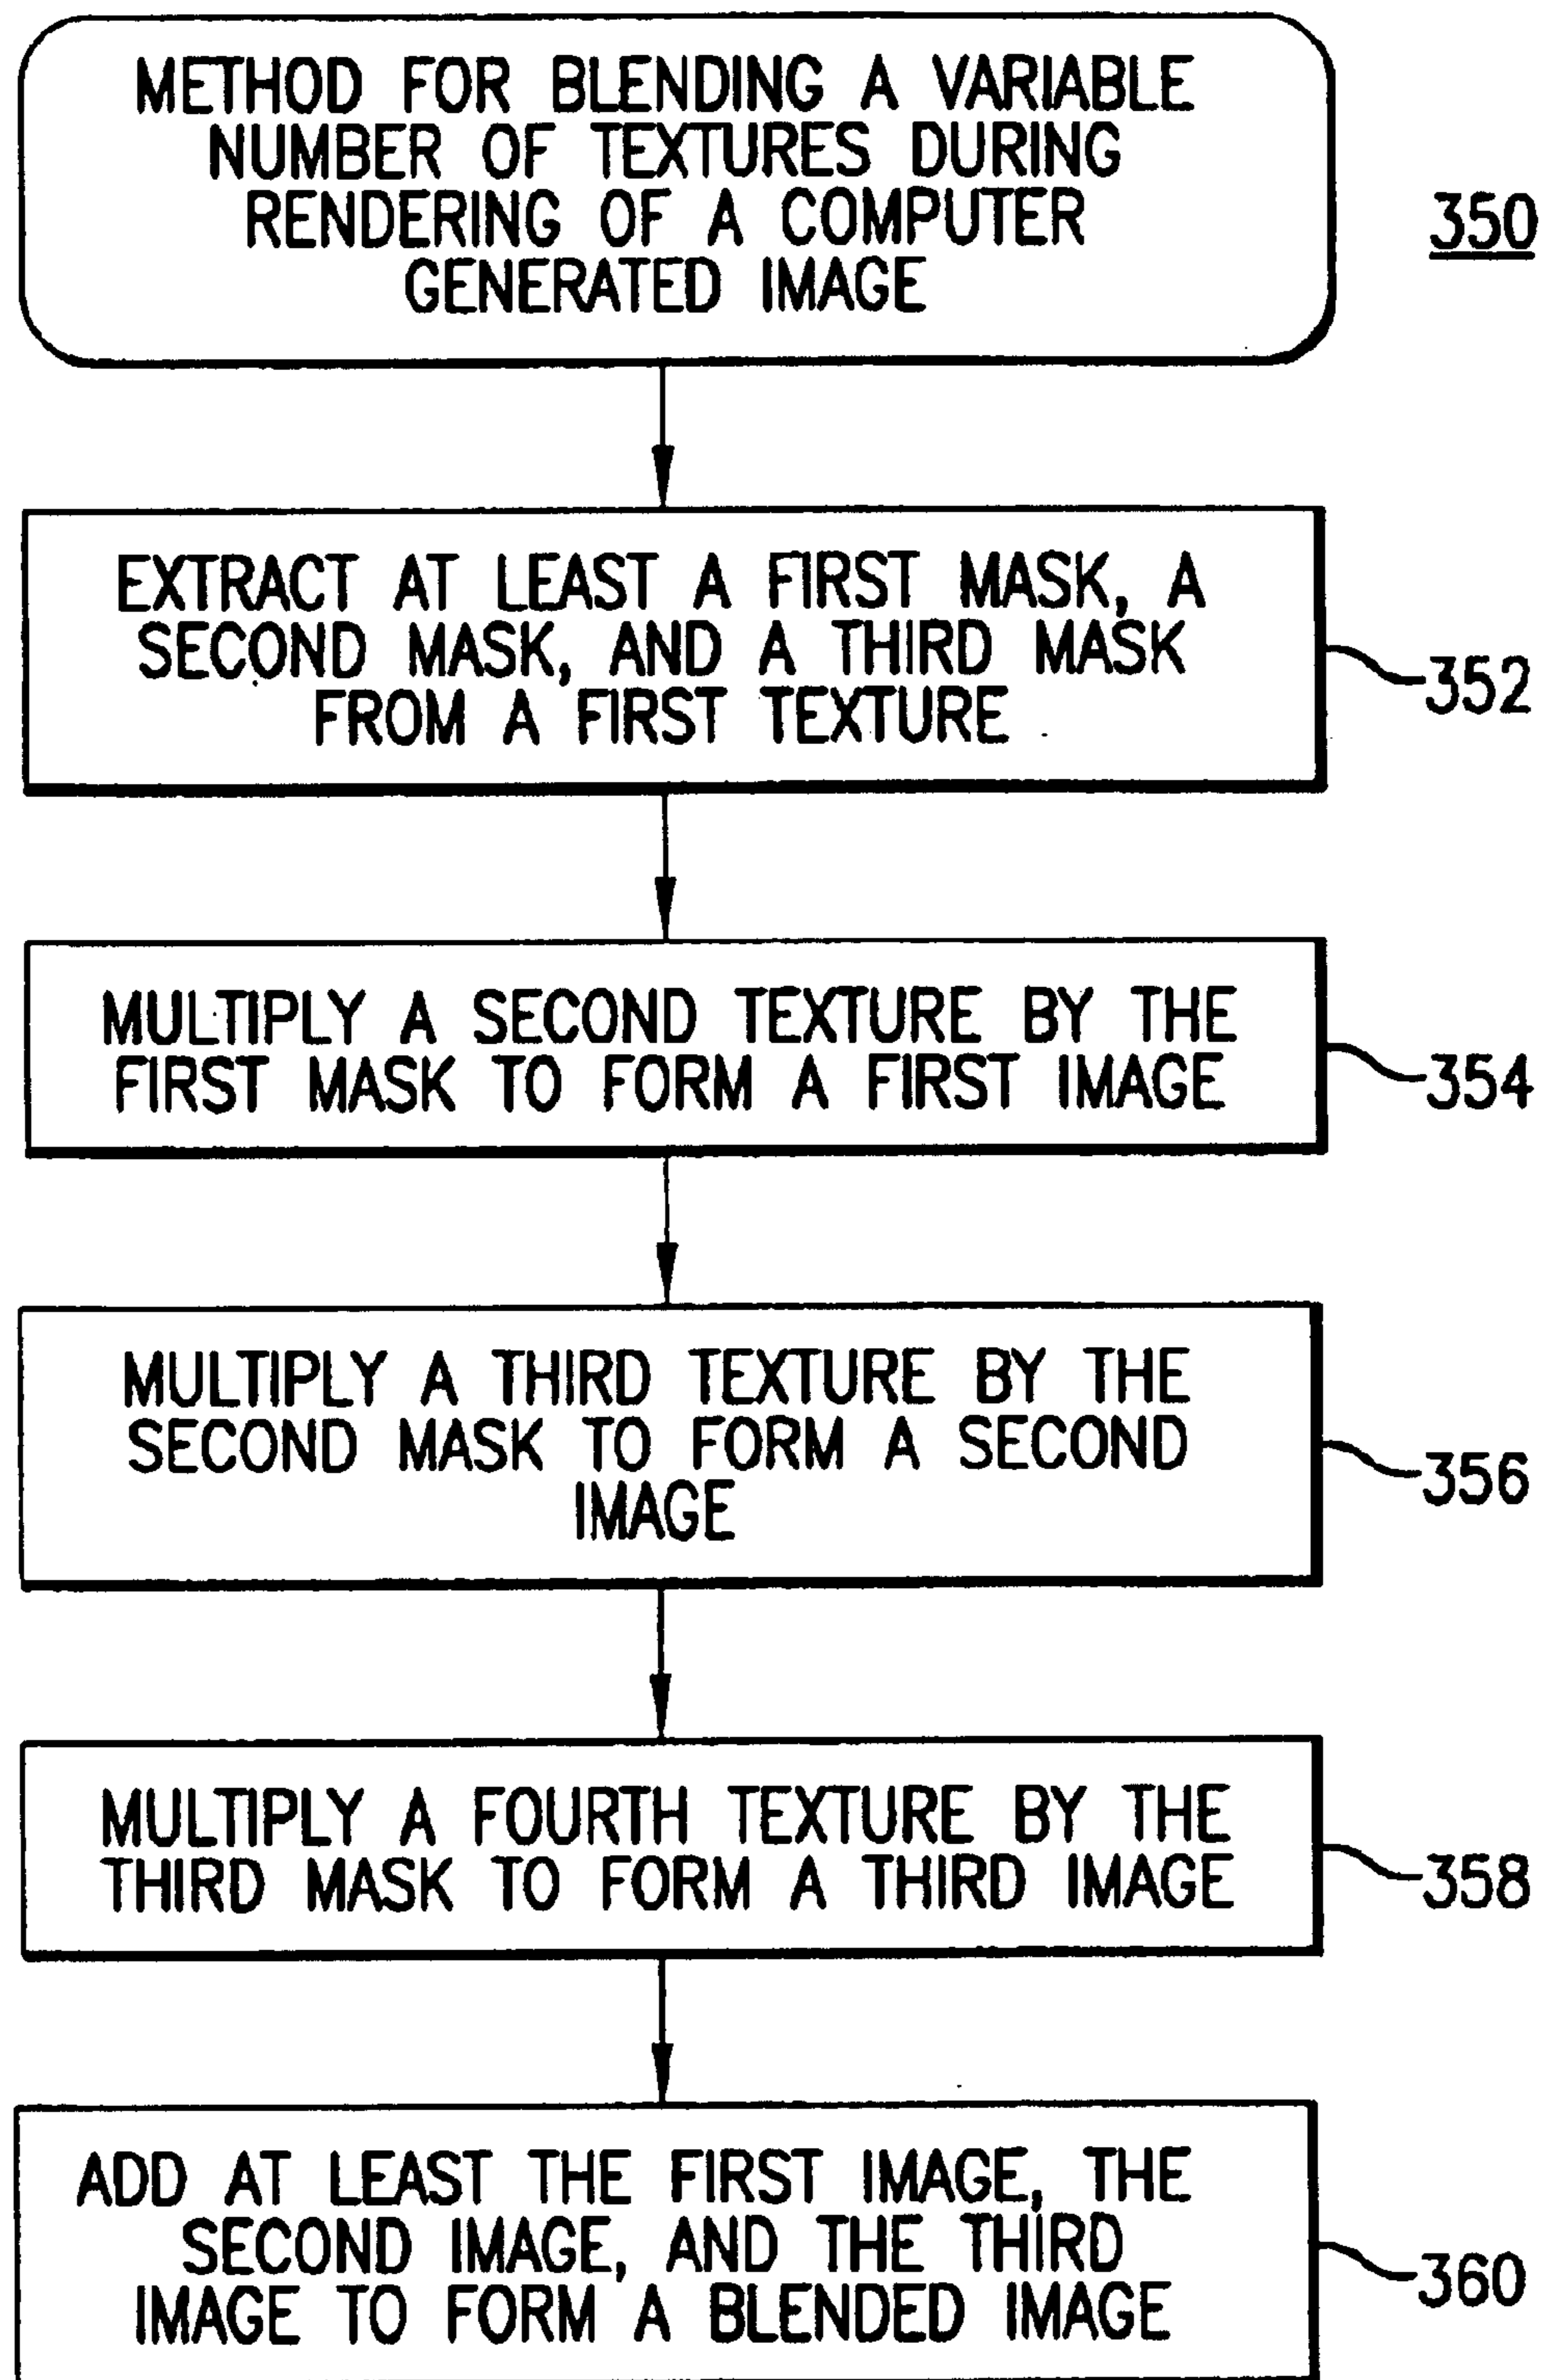 METHOD FOR BLENDING A VARIABLE
NUMBER OF TEXTURES DURING
RENDERING OF A COMPUTER
GENERATED IMAGE
350
EXTRACT AT LEAST A FIRST MASK, A
SECOND MASK, AND A THIRD MASK
FROM A FIRST TEXTURE
352
MULTIPLY A SECOND TEXTURE BY THE
FIRST MASK TO FORM A FIRST IMAGE
354
MULTIPLY A THIRD TEXTURE BY THE
SECOND MASK TO FORM A SECOND
IMAGE
356
MULTIPLY A FOURTH TEXTURE BY THE
THIRD MASK TO FORM A THIRD IMAGE
358
ADD AT LEAST THE FIRST IMAGE, THE
SECOND IMAGE, AND THE THIRD
IMAGE TO FORM A BLENDED IMAGE
360